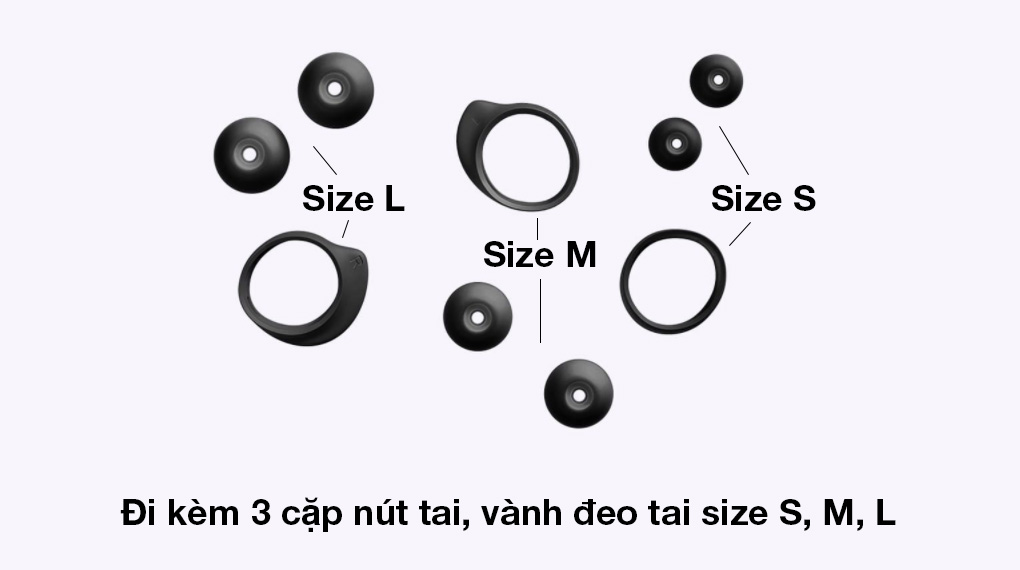 Size L
Size S
Size M
Đi kèm 3 cặp nút tai, vành đeo tai size S, M, L